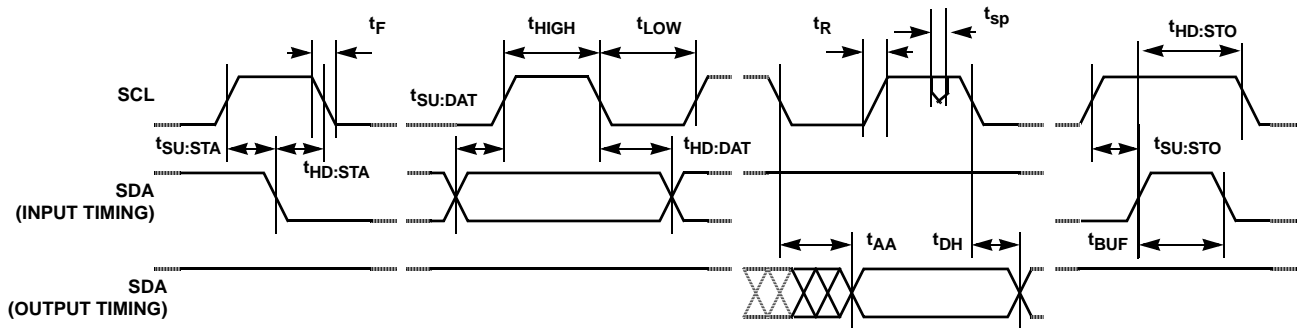 tF
tHIGH
tLOW
tR
tsp
tHD:STO
SCL
tSU:DAT
tSU:STA
tHD:STA
tHD:DAT
tSU:STO
SDA
(INPUT TIMING)
tAA
tDH
tBUF
SDA
(OUTPUT TIMING)